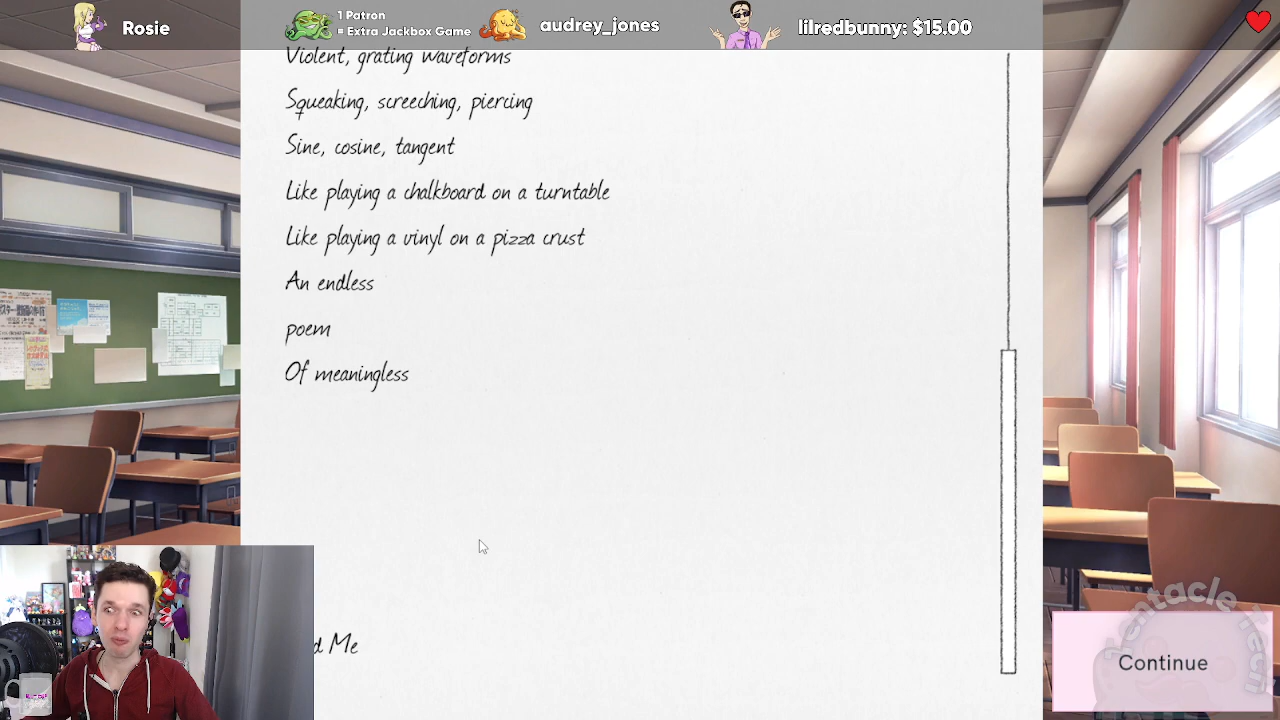 Rosie
1 Patron
= Extra Jackbox Game
audrey_jones
lilredbunny: $15.00
Violent, grating waveforms
Squeaking, screeching, piercing
Sine, cosine, tangent
Like playing a chalkboard on a turntable
Like playing a vinyl on a pizza crust
An endless
poem
Of meaningless
d Me
Continue